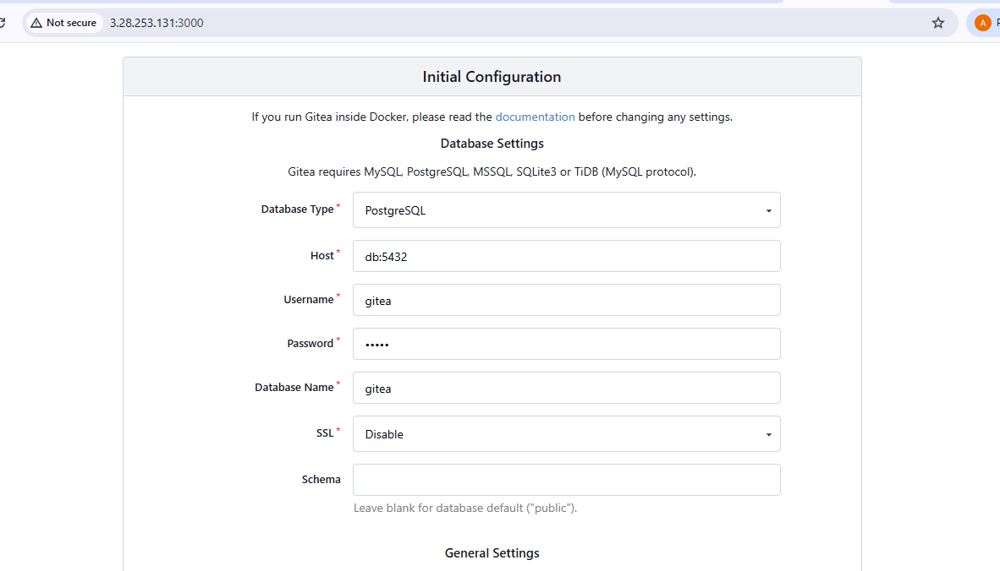 Not secure 3.28.253.131:3000 A
Initial Configuration
If you run Gitea inside Docker, please read the documentation before changing any settings.
Database Settings
Gitea requires MySQL, PostgreSQL, MSSQL, SQLite3 or TiDB (MySQL protocol).
Database Type * PostgreSQL
Host * db:5432
Username * gitea
Password * •••••
Database Name * gitea
SSL * Disable
Schema
Leave blank for database default ("public").
General Settings